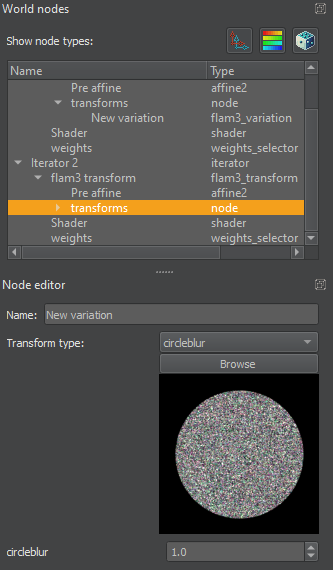 World nodes
Show node types:
Name Type
Pre affine affine2
transforms node
New variation flam3_variation
Shader shader
weights weights_selector
Iterator 2 iterator
flam3 transform flam3_transform
Pre affine affine2
transforms node
Shader shader
weights weights_selector
Node editor
Name: New variation
Transform type: circleblur
Browse
circleblur 1.0